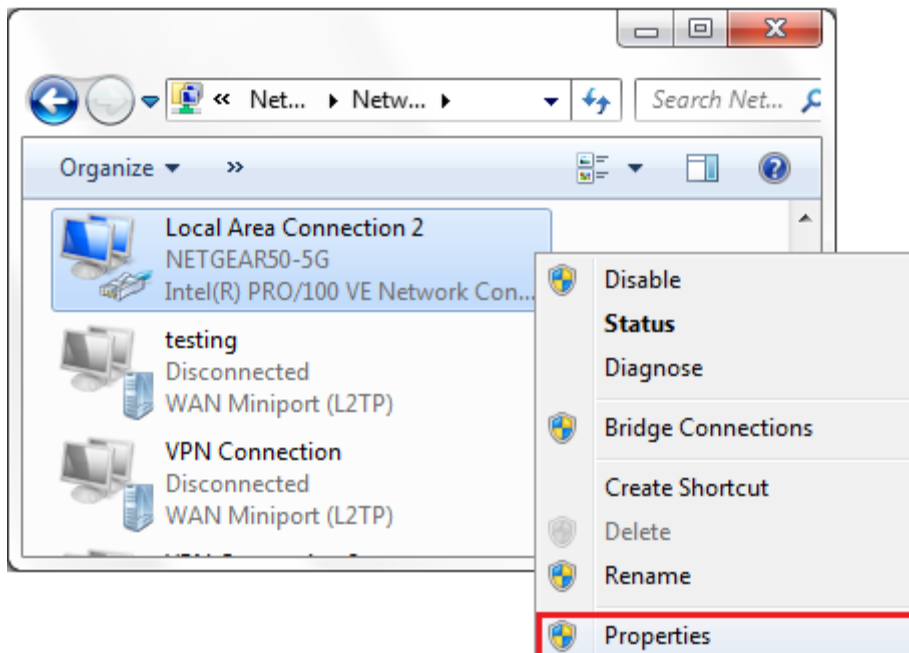 « Net... Netw...
Search Net...
Organize »
Local Area Connection 2
NETGEAR50-5G
Intel(R) PRO/100 VE Network Con...
testing
Disconnected
WAN Miniport (L2TP)
VPN Connection
Disconnected
WAN Miniport (L2TP)
Disable
Status
Diagnose
Bridge Connections
Create Shortcut
Delete
Rename
Properties